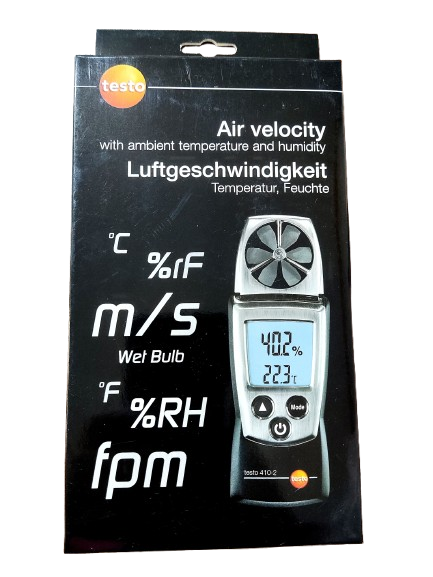 testo
Air velocity
with ambient temperature and humidity
Luftgeschwindigkeit
Temperatur, Feuchte
°C
%rF
m/s
Wet Bulb
°F
%RH
fpm
40.2%
22.3°C
▲
Mode
testo 410-2
testo